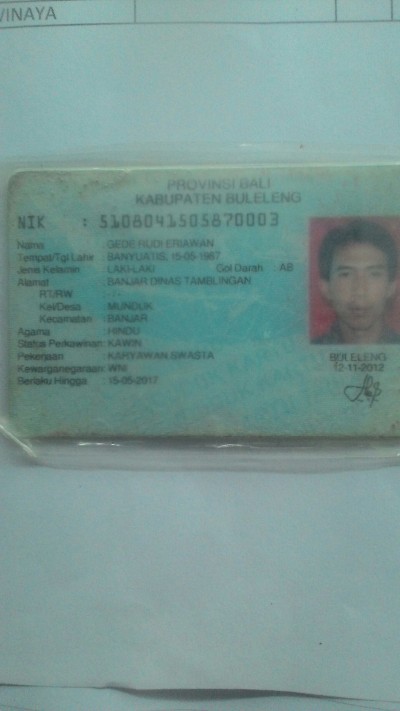 VINAYA
PROVINSI BALI
KABUPATEN BULELENG
NIK : 5108041505870003
Nama : GEDE RUDI ERIAWAN
Tempat/Tgl Lahir : BANYUATIS, 15-05-1987
Jenis Kelamin : LAKI-LAKI Gol Darah : AB
Alamat : BANJAR DINAS TAMBLINGAN
RT/RW : -/-
Kel/Desa : MUNDUK
Kecamatan : BANJAR
Agama : HINDU
Status Perkawinan: KAWIN
Pekerjaan : KARYAWAN SWASTA
Kewarganegaraan: WNI
Berlaku Hingga : 15-05-2017
BULELENG
12-11-2012